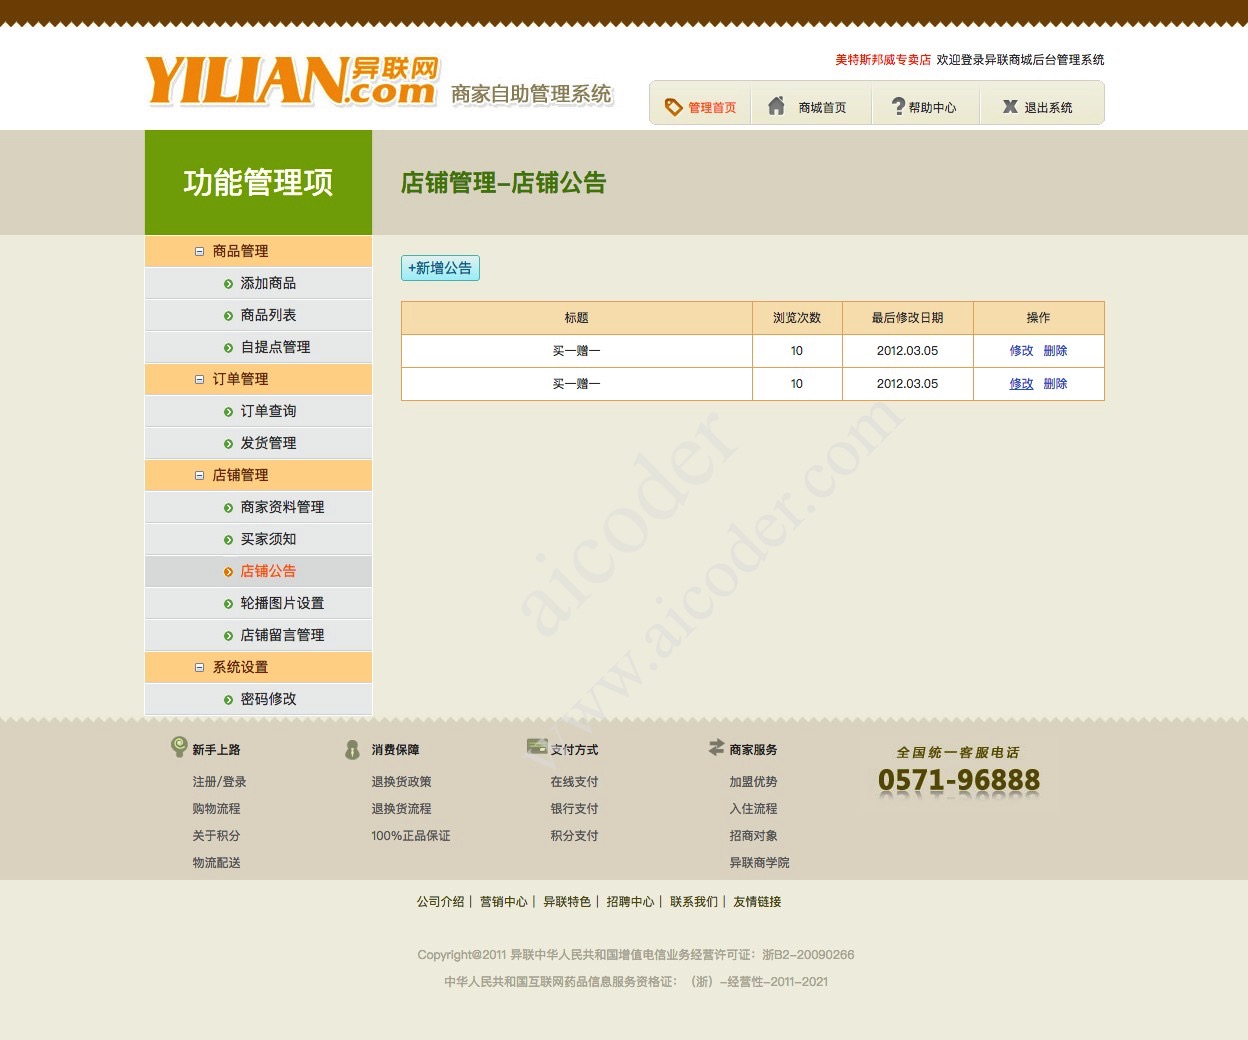 美特斯邦威专卖店 欢迎登录异联商城后台管理系统
YILIAN异联网.com 商家自助管理系统
管理首页 商城首页 帮助中心 退出系统
功能管理项
店铺管理-店铺公告
商品管理
添加商品
商品列表
自提点管理
订单管理
订单查询
发货管理
店铺管理
商家资料管理
买家须知
店铺公告
轮播图片设置
店铺留言管理
系统设置
密码修改
+新增公告
标题 浏览次数 最后修改日期 操作
买一赠一 10 2012.03.05 修改 删除
买一赠一 10 2012.03.05 修改 删除
aicoder
www.aicoder.com
新手上路
注册/登录
购物流程
关于积分
物流配送
消费保障
退换货政策
退换货流程
100%正品保证
支付方式
在线支付
银行支付
积分支付
商家服务
加盟优势
入住流程
招商对象
异联商学院
全国统一客服电话
0571-96888
公司介绍 | 营销中心 | 异联特色 | 招聘中心 | 联系我们 | 友情链接
Copyright@2011 异联中华人民共和国增值电信业务经营许可证：浙B2-20090266
中华人民共和国互联网药品信息服务资格证：（浙）-经营性-2011-2021